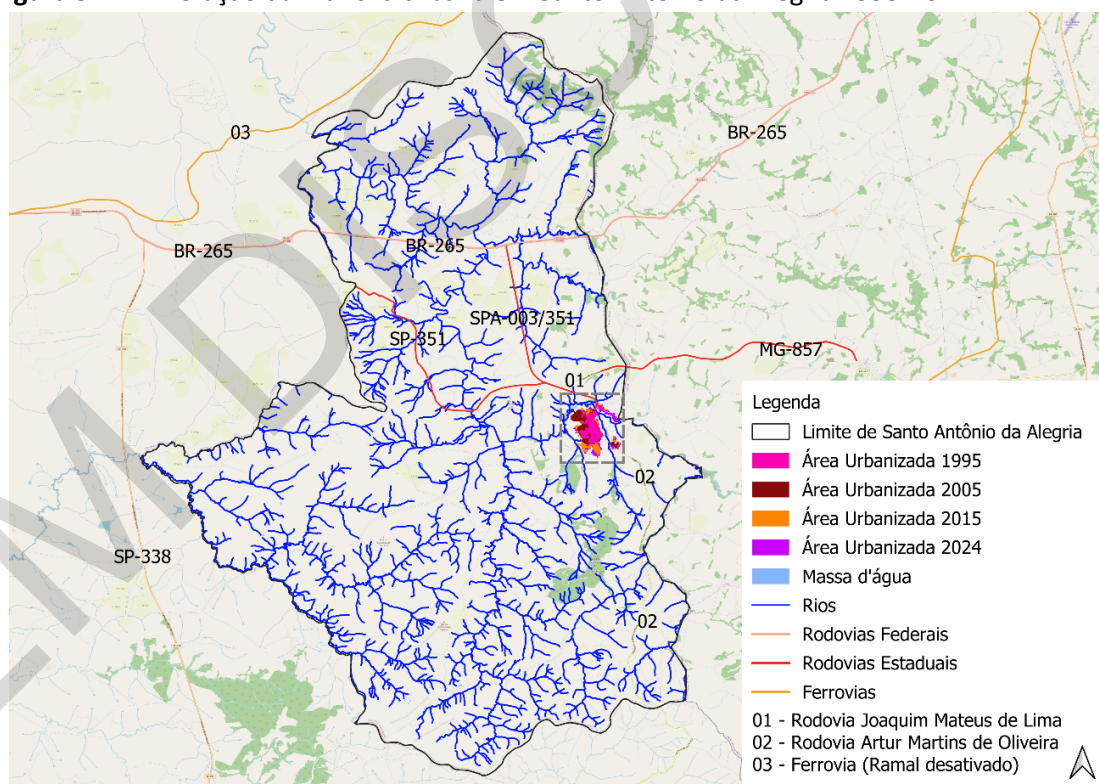 03
BR-265
BR-265
BR-265
SPA-003/351
SP-351
MG-857
01
02
SP-338
02
Legenda
Limite de Santo Antônio da Alegria
Área Urbanizada 1995
Área Urbanizada 2005
Área Urbanizada 2015
Área Urbanizada 2024
Massa d'água
Rios
Rodovias Federais
Rodovias Estaduais
Ferrovias
01 - Rodovia Joaquim Mateus de Lima
02 - Rodovia Artur Martins de Oliveira
03 - Ferrovia (Ramal desativado)